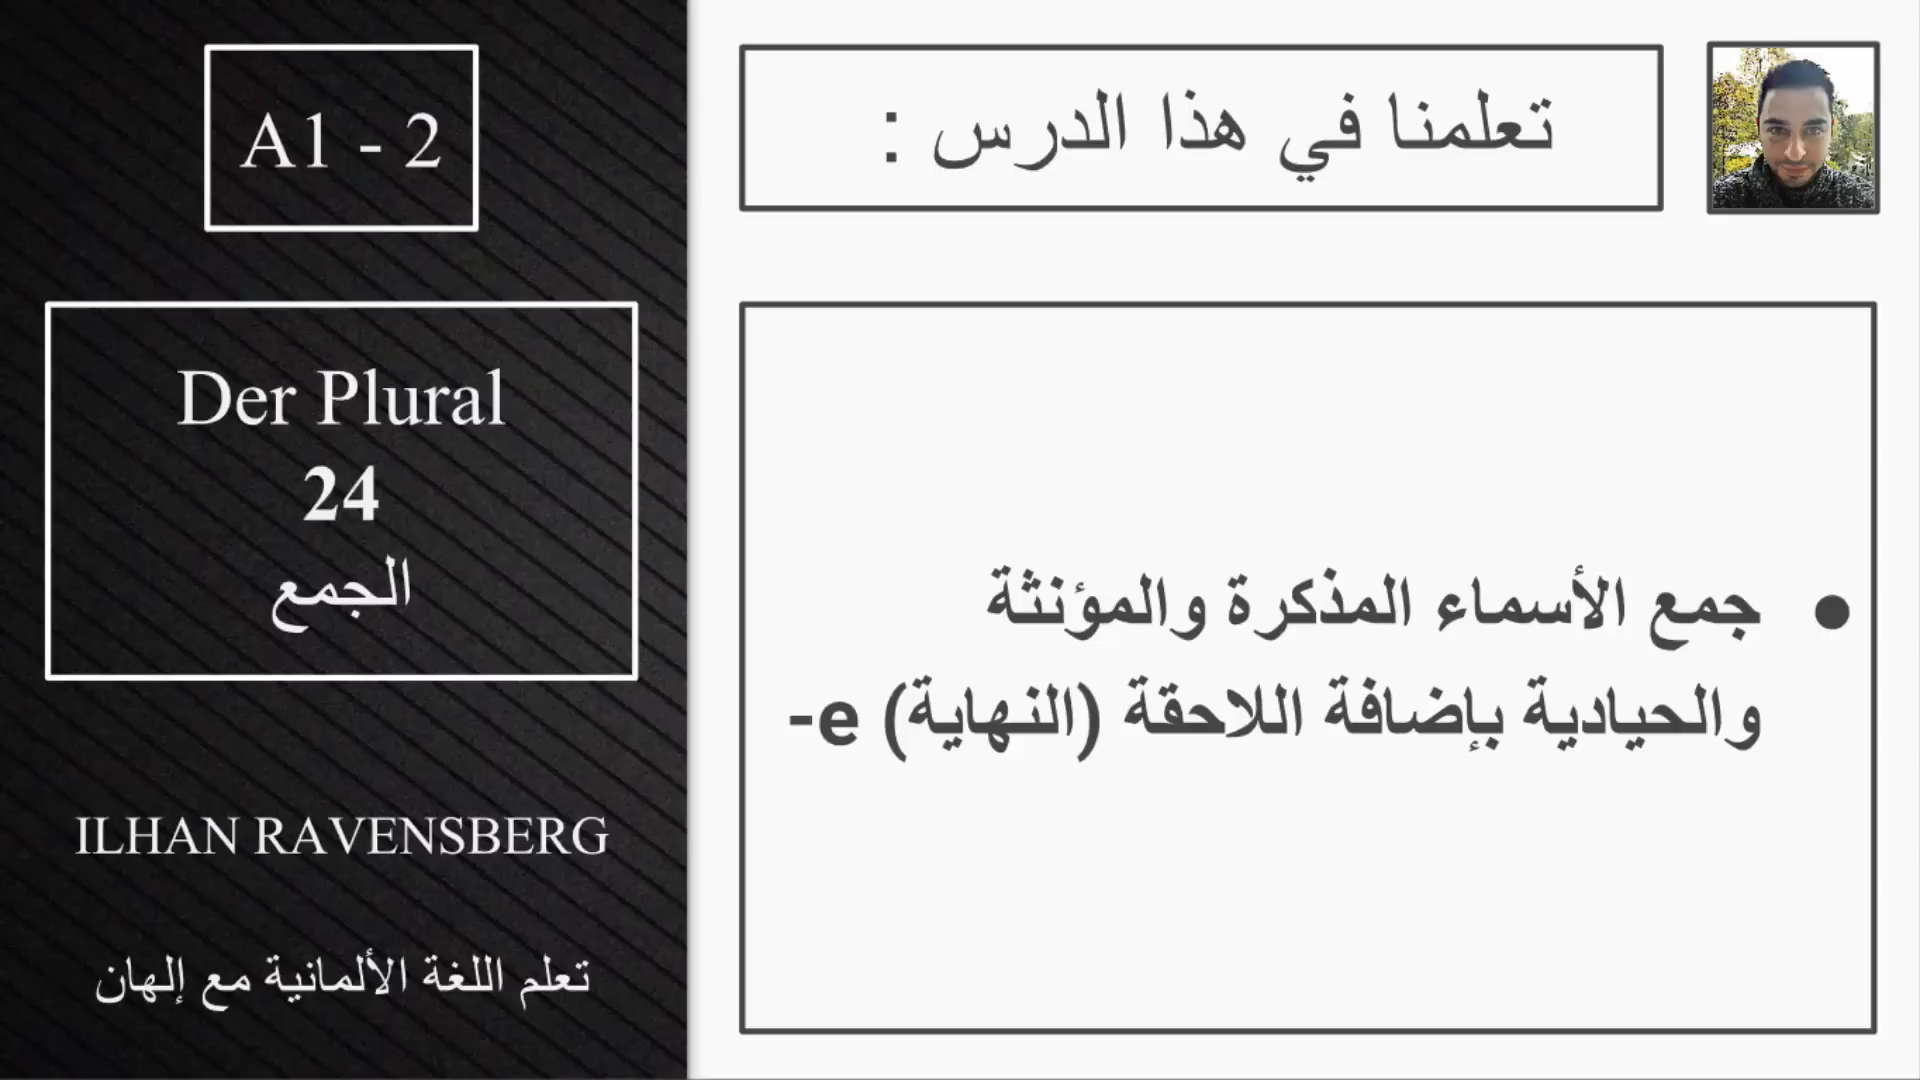 A1 - 2
Der Plural
24
الجمع
ILHAN RAVENSBERG
تعلم اللغة الألمانية مع إلهان
تعلمنا في هذا الدرس :
● جمع الأسماء المذكرة والمؤنثة
والحيادية بإضافة اللاحقة (النهاية) e-